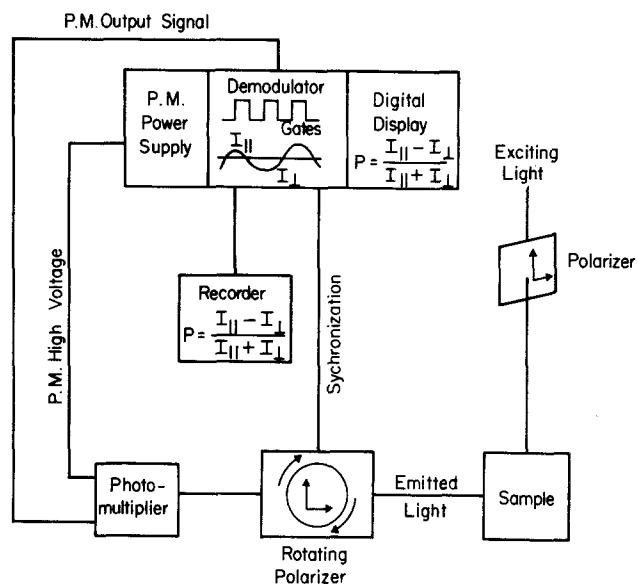 P.M. Output Signal
P. M.
Power
Supply
Demodulator
Gates
I||
I⊥
Digital
Display
P = I|| − I⊥
I|| + I⊥
Exciting
Light
Polarizer
Recorder
P = I|| − I⊥
I|| + I⊥
P.M. High Voltage
Sychronization
Photo-
multiplier
Rotating
Polarizer
Emitted
Light
Sample